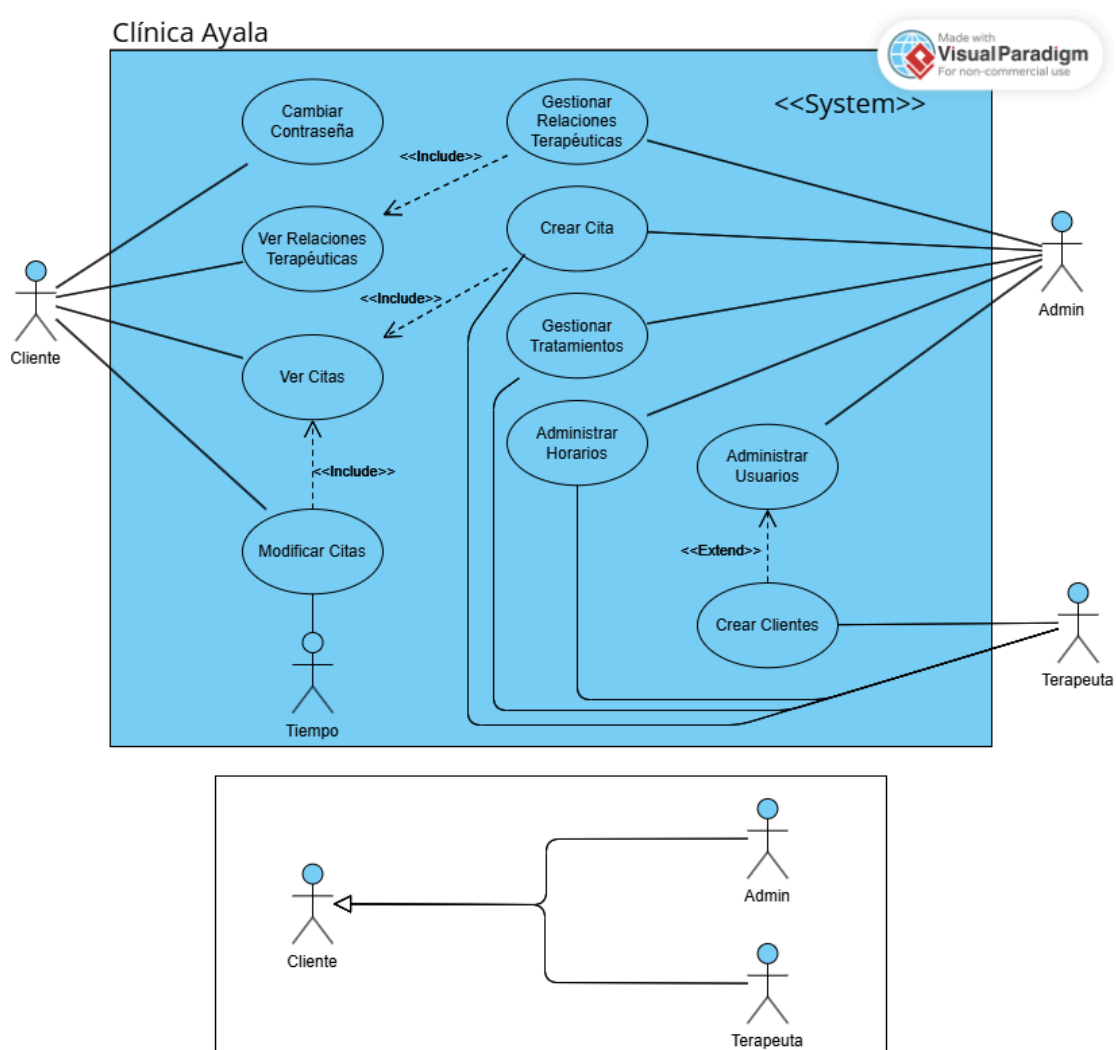 Clínica Ayala
Made with
VisualParadigm
For non-commercial use
<<System>>
Cambiar
Contraseña
Gestionar
Relaciones
Terapéuticas
<<Include>>
Ver Relaciones
Terapéuticas
Crear Cita
Cliente
Admin
<<Include>>
Gestionar
Tratamientos
Ver Citas
Administrar
Horarios
Administrar
Usuarios
<<Include>>
Modificar Citas
<<Extend>>
Crear Clientes
Terapeuta
Tiempo
Admin
Cliente
Terapeuta